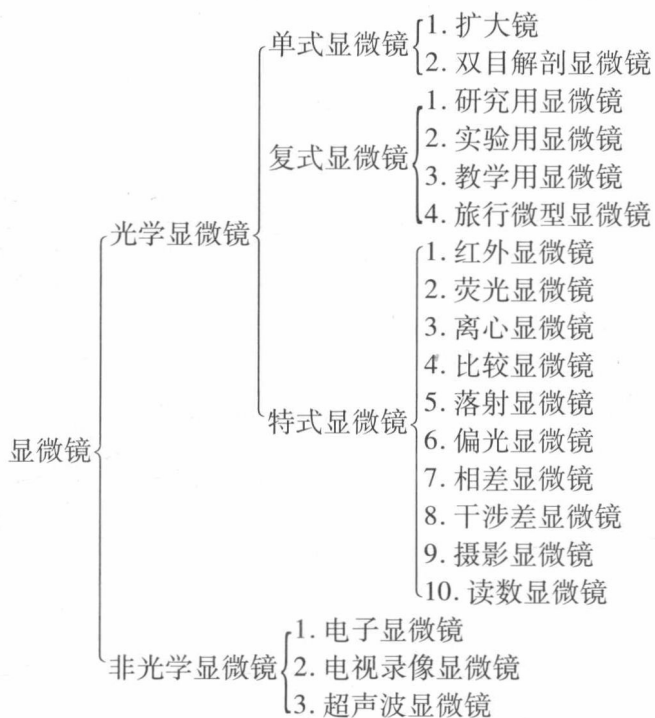 显微镜
光学显微镜
单式显微镜
1. 扩大镜
2. 双目解剖显微镜
复式显微镜
1. 研究用显微镜
2. 实验用显微镜
3. 教学用显微镜
4. 旅行微型显微镜
特式显微镜
1. 红外显微镜
2. 荧光显微镜
3. 离心显微镜
4. 比较显微镜
5. 落射显微镜
6. 偏光显微镜
7. 相差显微镜
8. 干涉差显微镜
9. 摄影显微镜
10. 读数显微镜
非光学显微镜
1. 电子显微镜
2. 电视录像显微镜
3. 超声波显微镜